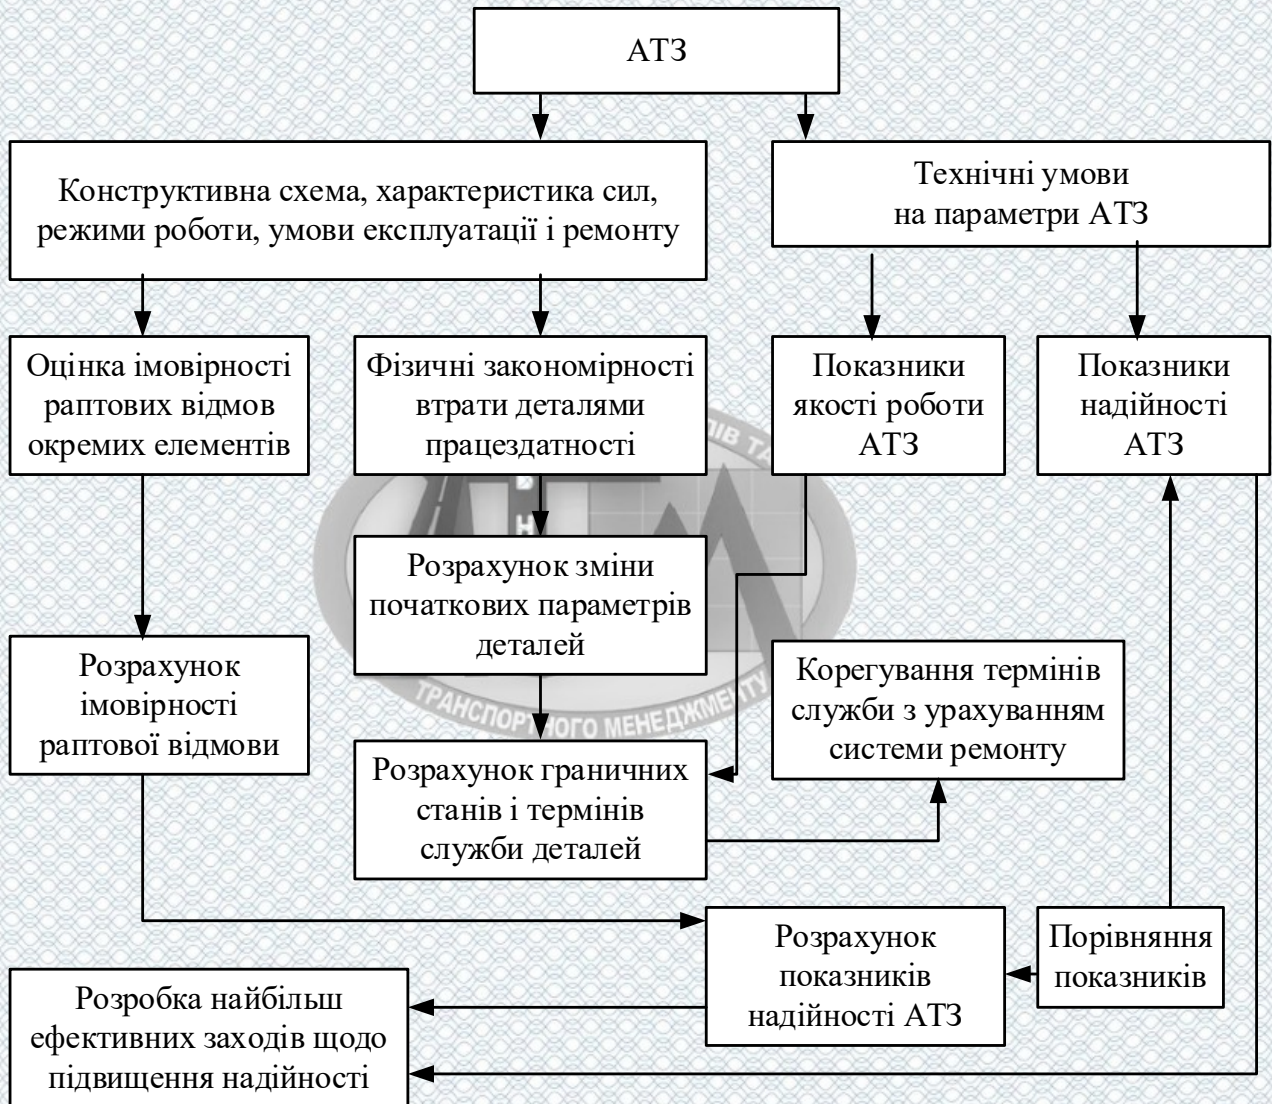 АТЗ
Конструктивна схема, характеристика сил,
режими роботи, умови експлуатації і ремонту
Технічні умови
на параметри АТЗ
Оцінка імовірності
раптових відмов
окремих елементів
Фізичні закономірності
втрати деталями
працездатності
Показники
якості роботи
АТЗ
Показники
надійності
АТЗ
Розрахунок зміни
початкових параметрів
деталей
Розрахунок
імовірності
раптової відмови
Корегування термінів
служби з урахуванням
системи ремонту
ТРАНСПОРТНОГО МЕНЕДЖМЕНТУ
Розрахунок граничних
станів і термінів
служби деталей
Розрахунок
показників
надійності АТЗ
Порівняння
показників
Розробка найбільш
ефективних заходів щодо
підвищення надійності